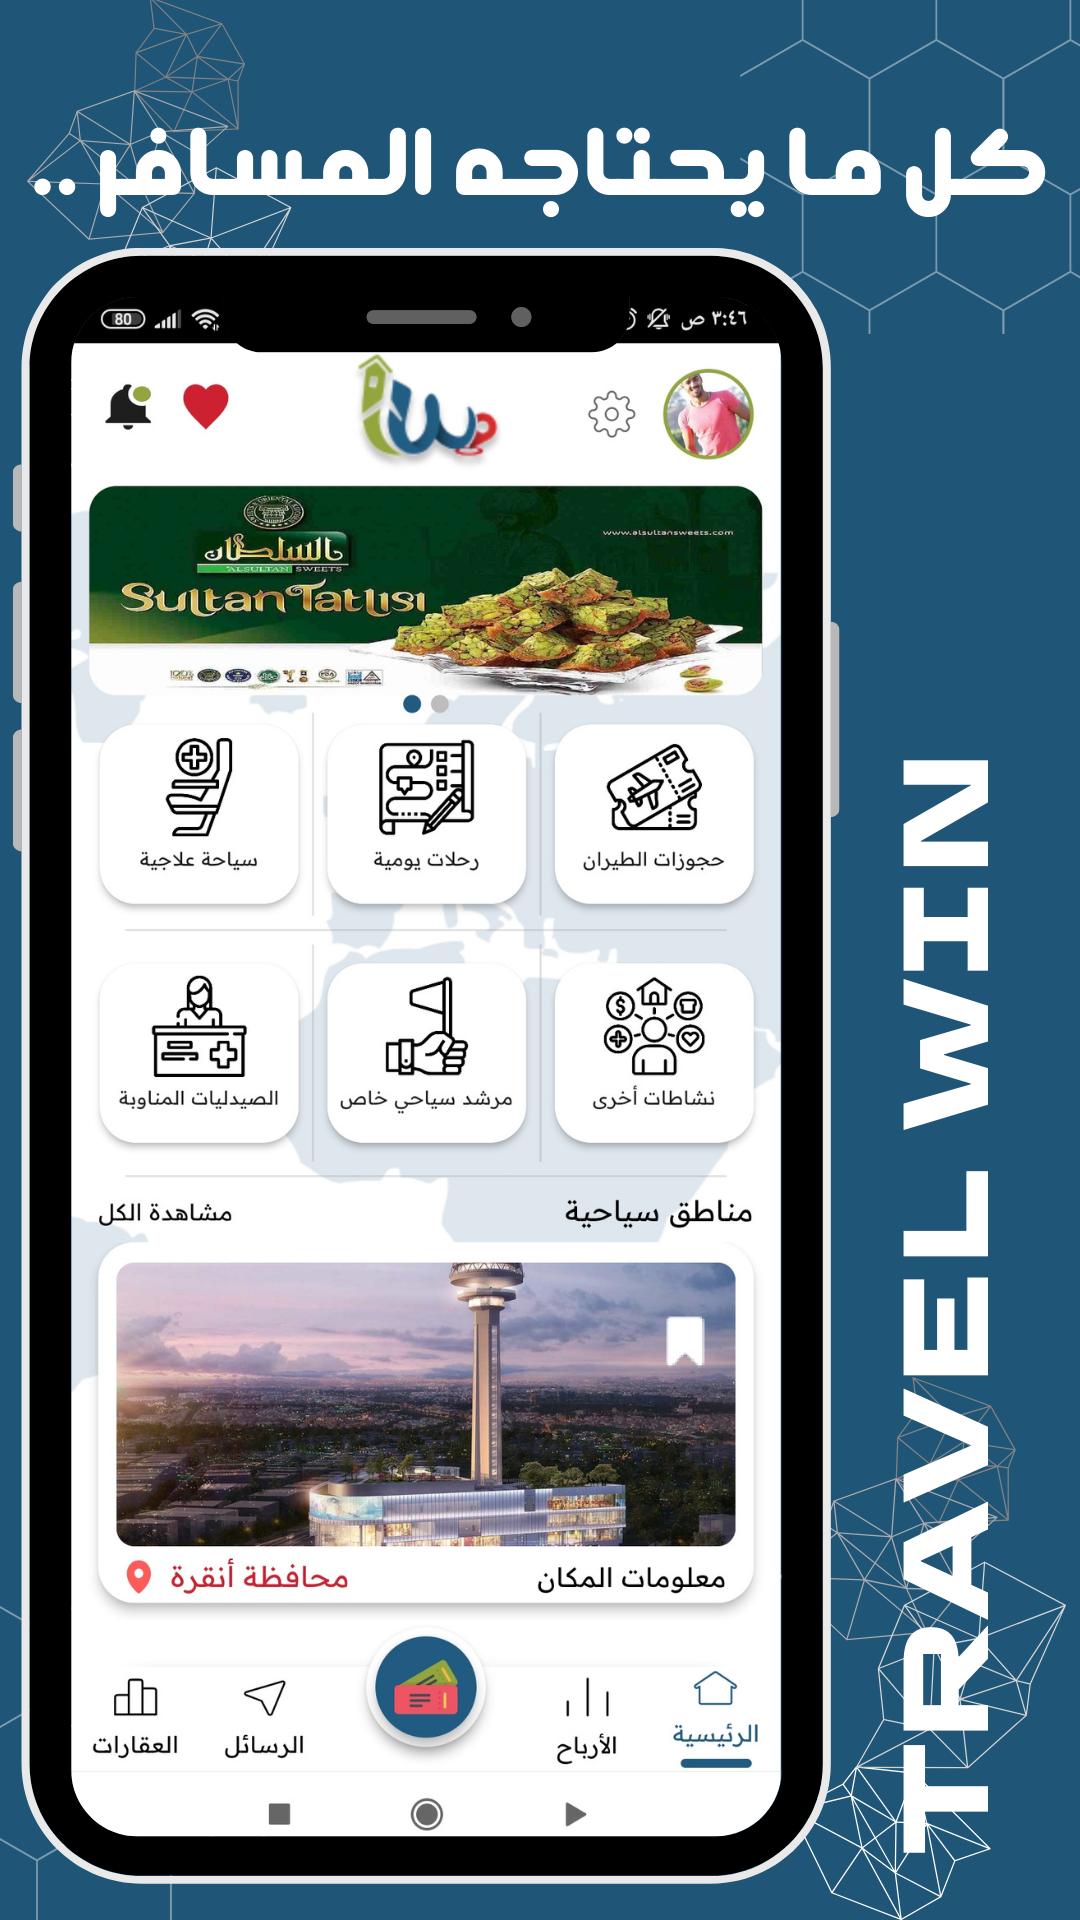 كل ما يحتاجه المسافر ..
80
٣:٤٦ ص
السلطان
ALSULTAN SWEETS
Sultan Tatlısı
www.alsultansweets.com
حجوزات الطيران
رحلات يومية
سياحة علاجية
نشاطات أخرى
مرشد سياحي خاص
الصيدليات المناوبة
مناطق سياحية
مشاهدة الكل
معلومات المكان
محافظة أنقرة
الرئيسية
الأرباح
الرسائل
العقارات
TRAVEL WIN